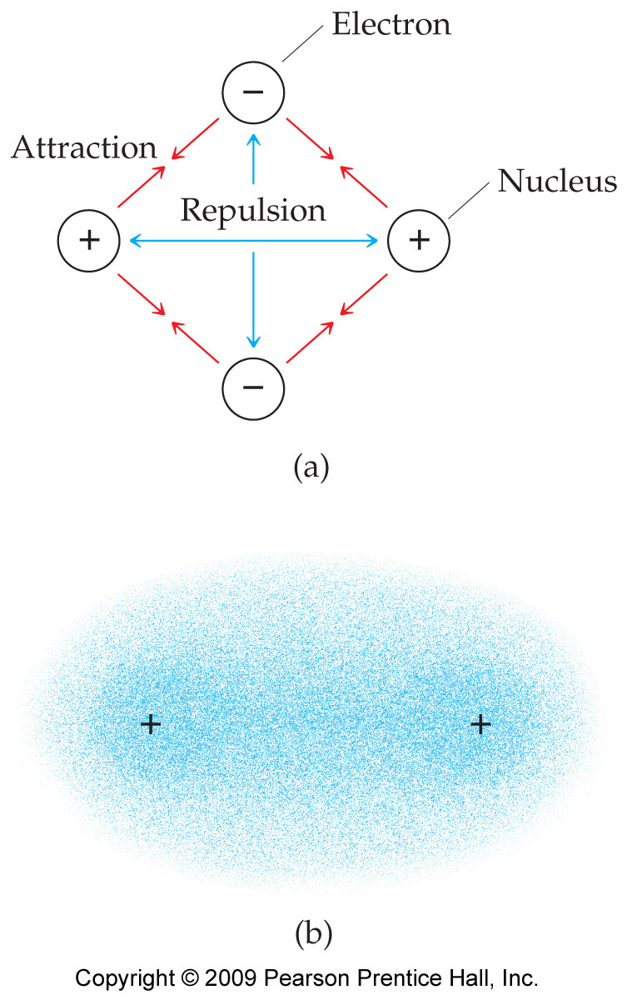 Electron
−
Attraction
Nucleus
Repulsion
+
+
−
(a)
+
+
(b)
Copyright © 2009 Pearson Prentice Hall, Inc.